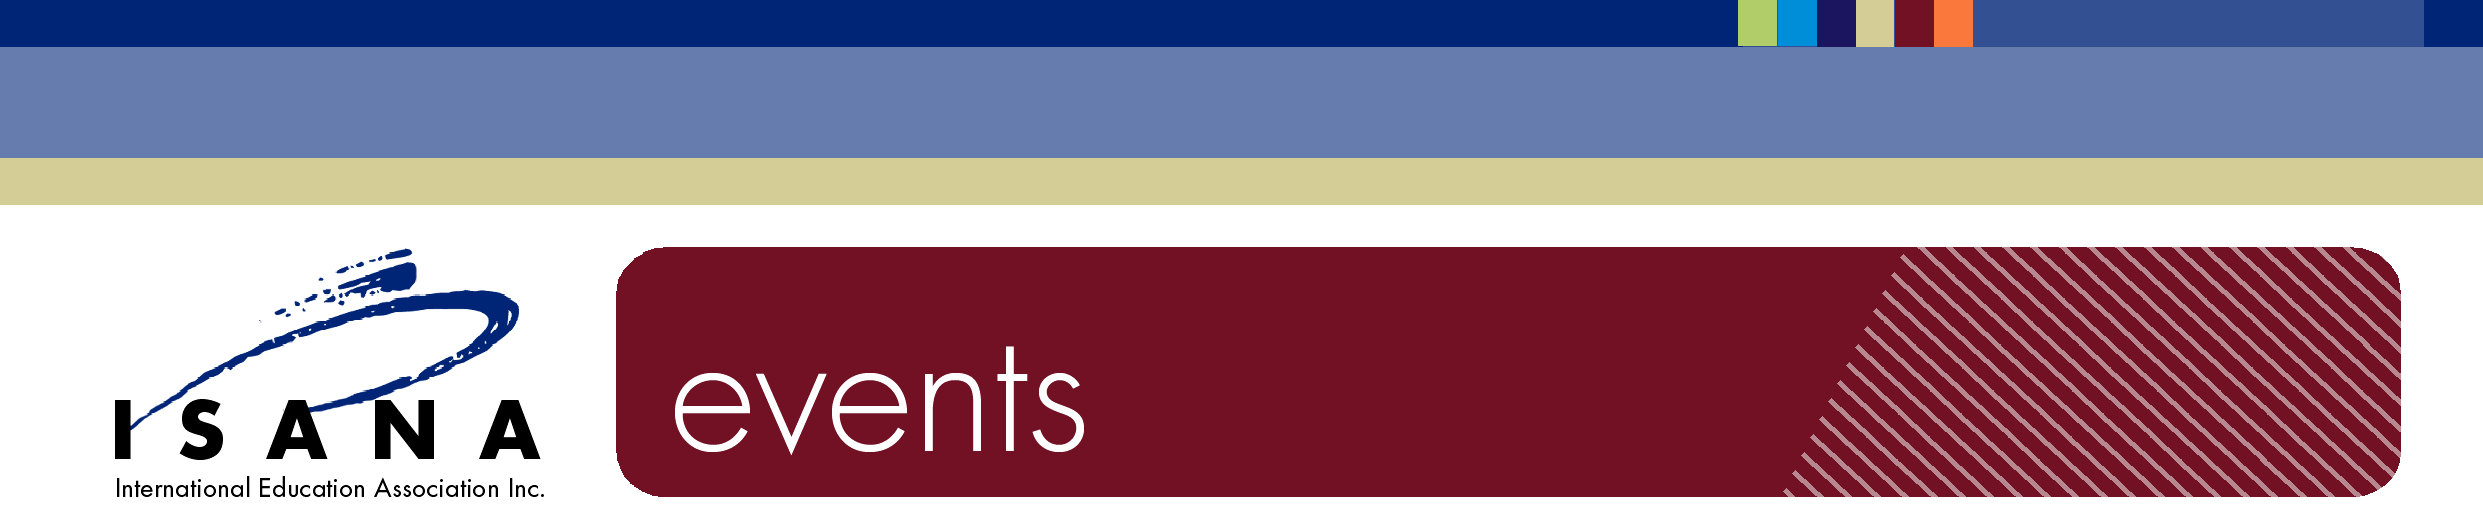 ISANA
International Education Association Inc.
events